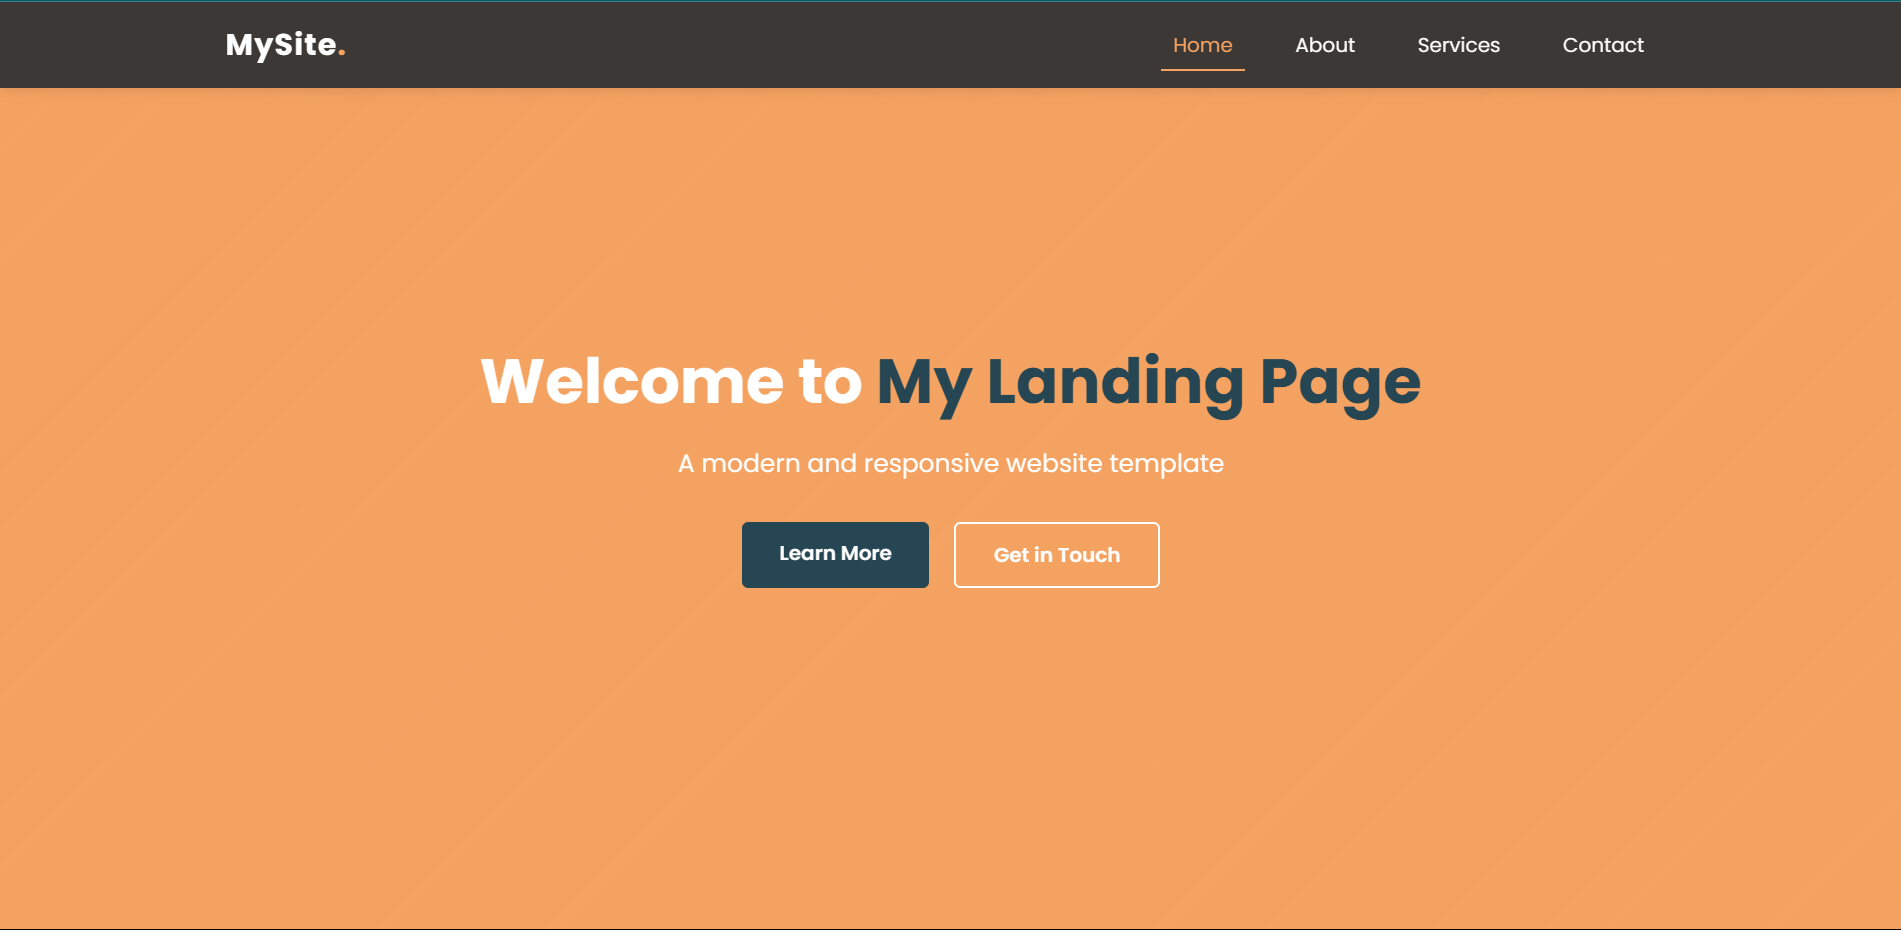 MySite.
Home About Services Contact
Welcome to My Landing Page
A modern and responsive website template
Learn More Get in Touch